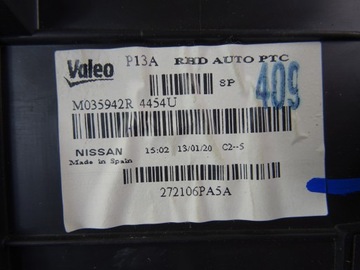 Valeo P13A RHD AUTO PTC
SP
409
M035942R 4454U
NISSAN 15:02 13/01/20 C2--5
Made in Spain
272106PA5A